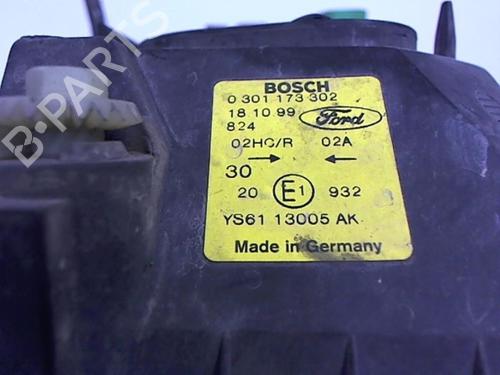 B-PARTS
BOSCH
0 301 173 302
18 10 99
824
Ford
02HC/R 02A
→ ←
30
20 E1 932
YS61 13005 AK
Made in Germany